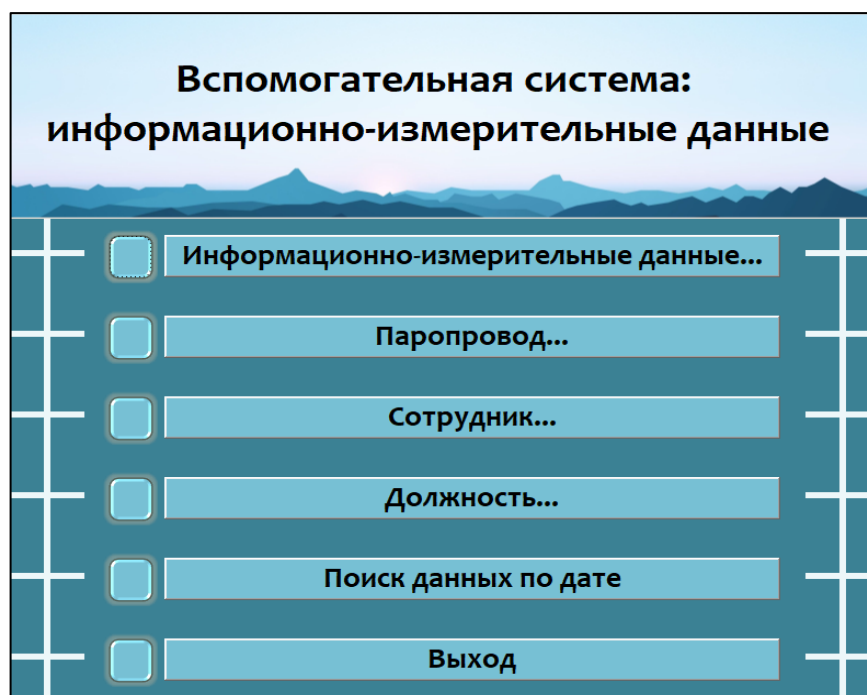 Вспомогательная система:
информационно-измерительные данные
Информационно-измерительные данные...
Паропровод...
Сотрудник...
Должность...
Поиск данных по дате
Выход